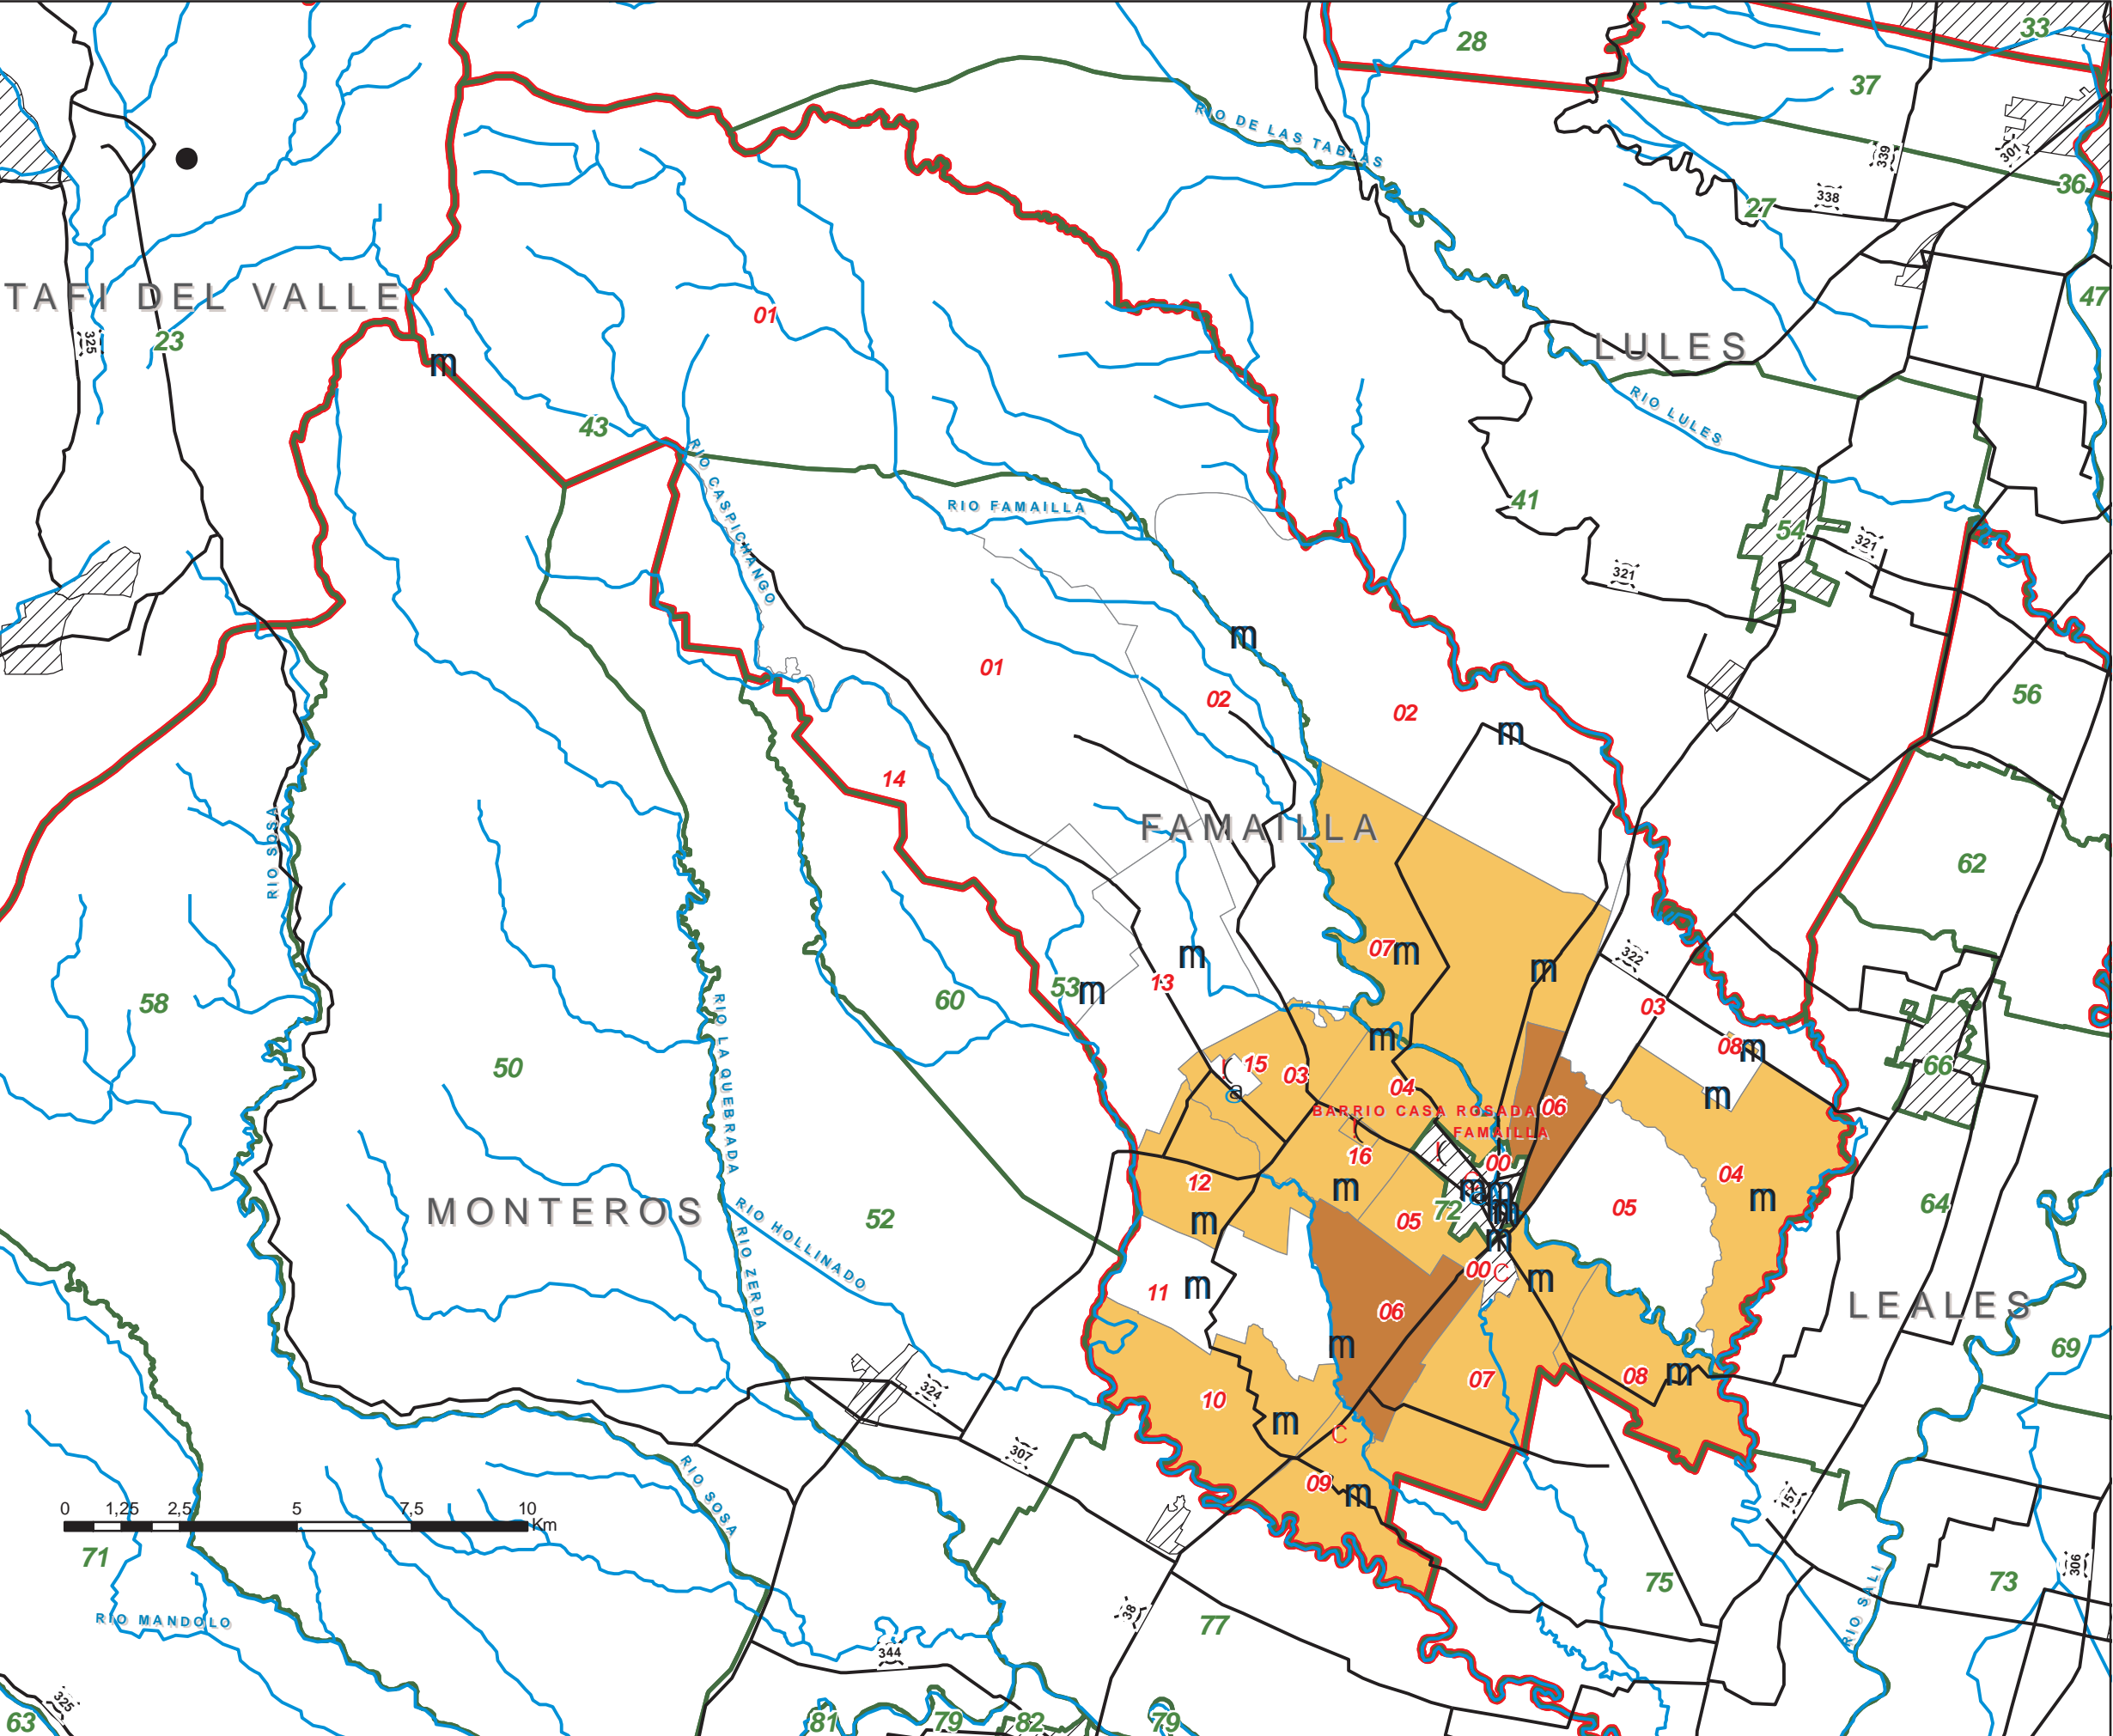 33
28
37
RIO DE LAS TABLAS
339
301
36
338
27
TAFI DEL VALLE
01
47
325
23
LULES
m
RIO LULES
43
RIO CASPICHANGO
RIO FAMAILLA
41
54
321
321
m
01
02
02
56
m
14
RIO SOSA
FAMAILLA
62
07
m
m
m
322
13
53
m
58
60
03
RIO LA QUEBRADA
m
08
m
15
03
66
50
a
04
m
BARRIO CASA ROSADA
06
FAMAILLA
16
00
04
12
m
m
m
m
64
MONTEROS
52
m
05
72
m
05
RIO HOLLINADO
m
RIO ZERDA
00
C
m
11
m
06
LEALES
m
69
07
08
m
324
10
m
C
307
RIO SOSA
09
m
157
0
1,25
2,5
5
7,5
10
Km
71
75
73
306
RIO SALI
RIO MANDOLO
38
77
344
325
63
81
79
82
79